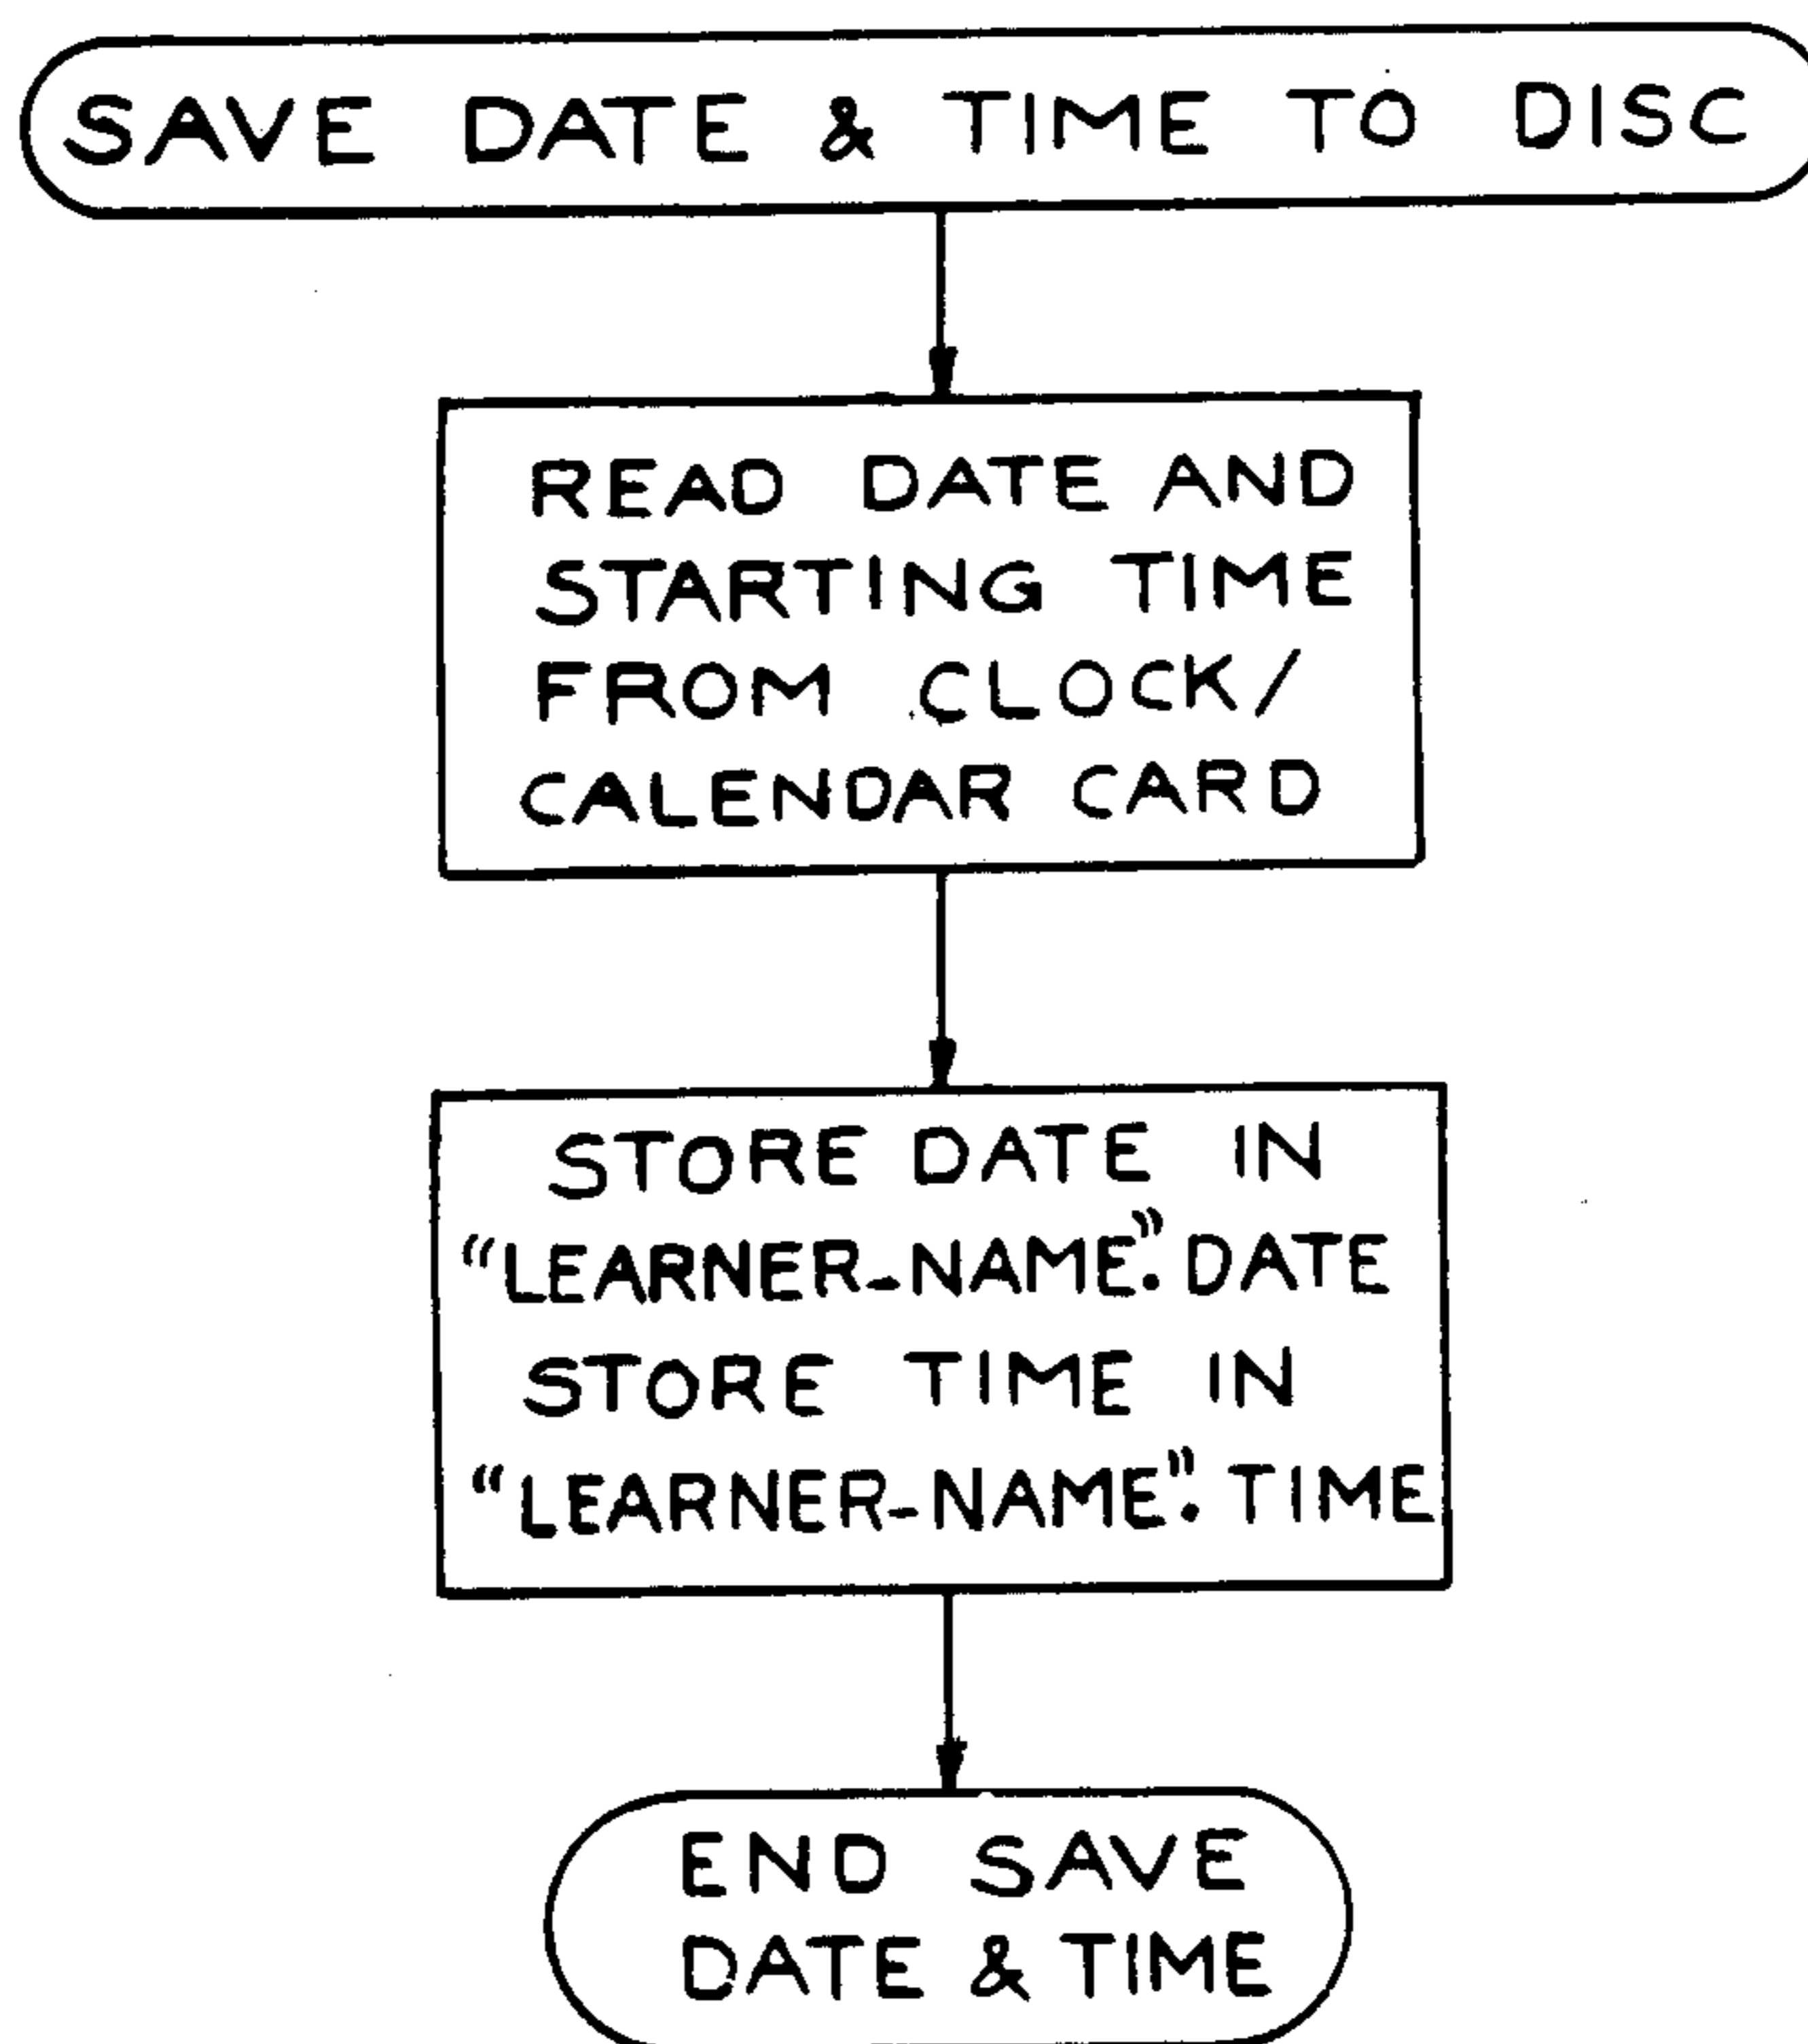 SAVE DATE & TIME TO DISC
READ DATE AND
STARTING TIME
FROM CLOCK/
CALENDAR CARD
STORE DATE IN
“LEARNER-NAME”.DATE
STORE TIME IN
“LEARNER-NAME”.TIME
END SAVE
DATE & TIME